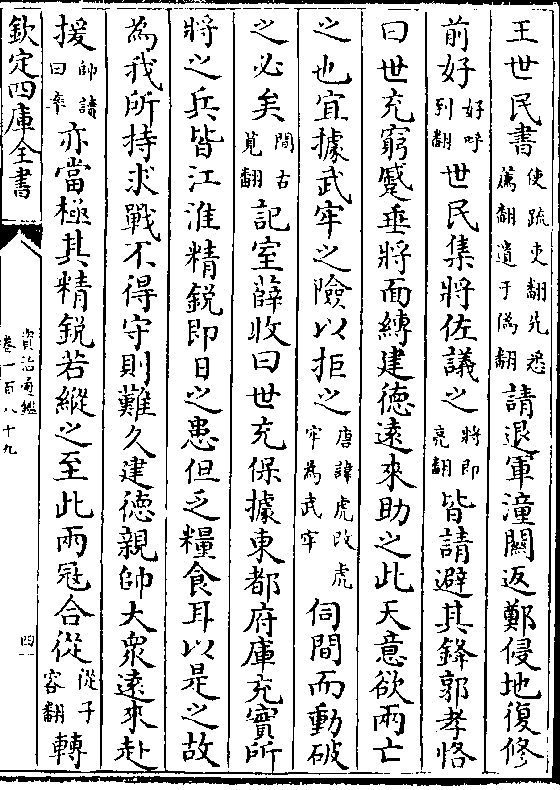 王世民書使疏吏翻先悉薦翻遺于偽翻請退軍潼關返鄭侵地復修
前好好呼到翻世民集將佐議之將即亮翻皆請避其鋒郭孝恪
曰世充窮蹙垂將面縛建德遠來助之此天意欲兩亡
之也宜據武牢之險以拒之唐諱虎改虎牢為武牢伺間而動破
之必矣間古莧翻記室薛收曰世充保據東都府庫充實所
將之兵皆江淮精鋭即日之患但乏糧食耳以是之故
為我所持求戰不得守則難久建德親帥大衆逺來赴
援帥讀曰率亦當極其精鋭若縱之至此兩冦合從從子容翻轉
欽定四庫全書
資治通鑑
卷一百八十九
四